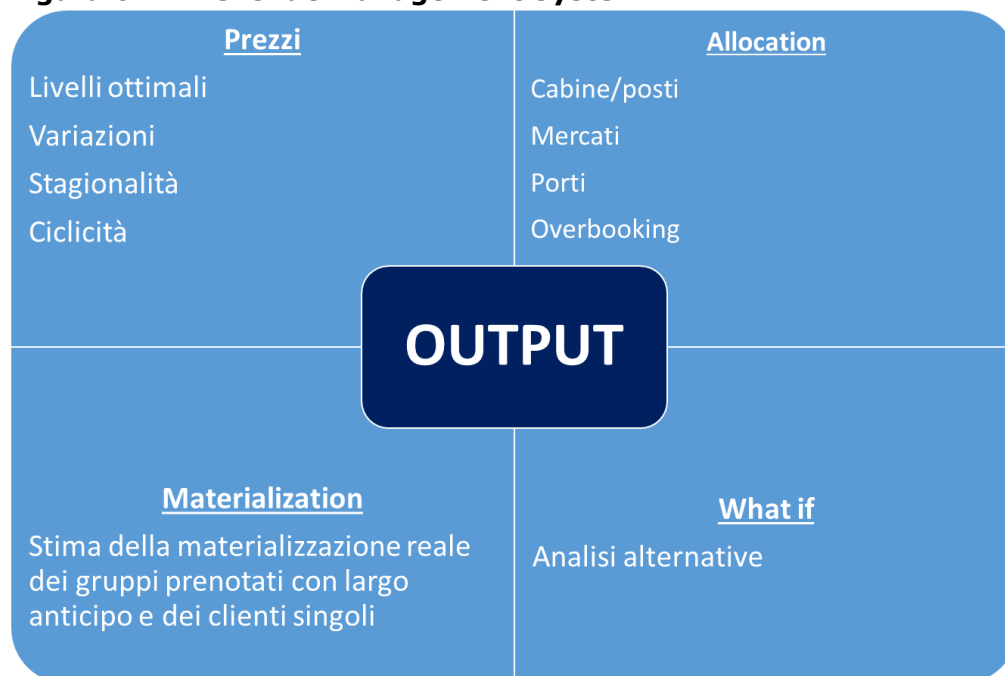 Prezzi
Livelli ottimali
Variazioni
Stagionalità
Ciclicità
Allocation
Cabine/posti
Mercati
Porti
Overbooking
OUTPUT
Materialization
Stima della materializzazione reale
dei gruppi prenotati con largo
anticipo e dei clienti singoli
What if
Analisi alternative